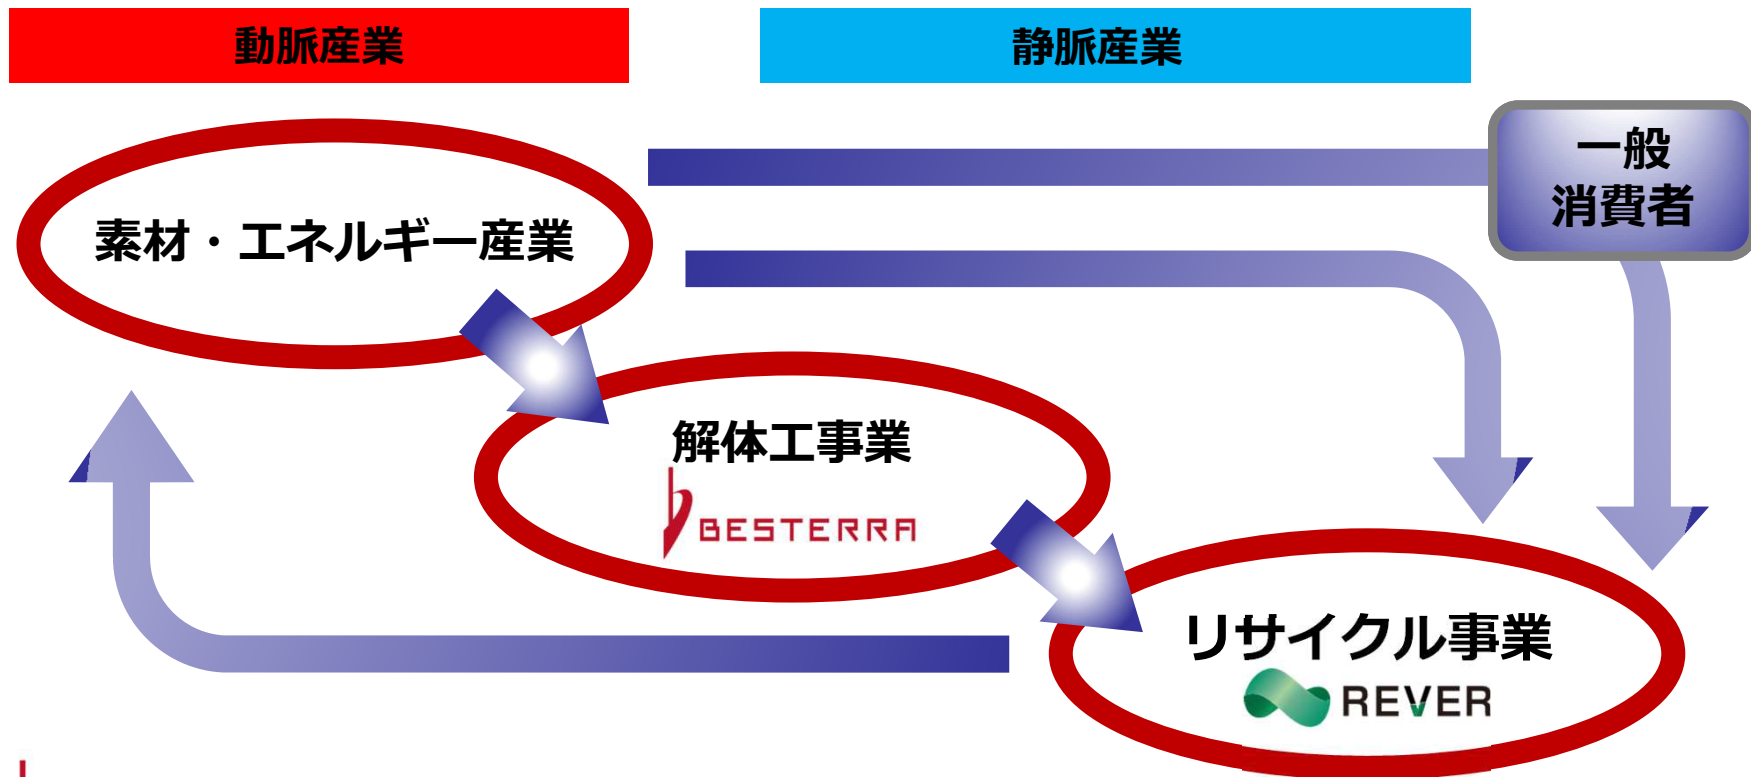 動脈産業
静脈産業
一般
消費者
素材・エネルギー産業
解体工事業
BESTERRA
リサイクル事業
REVER